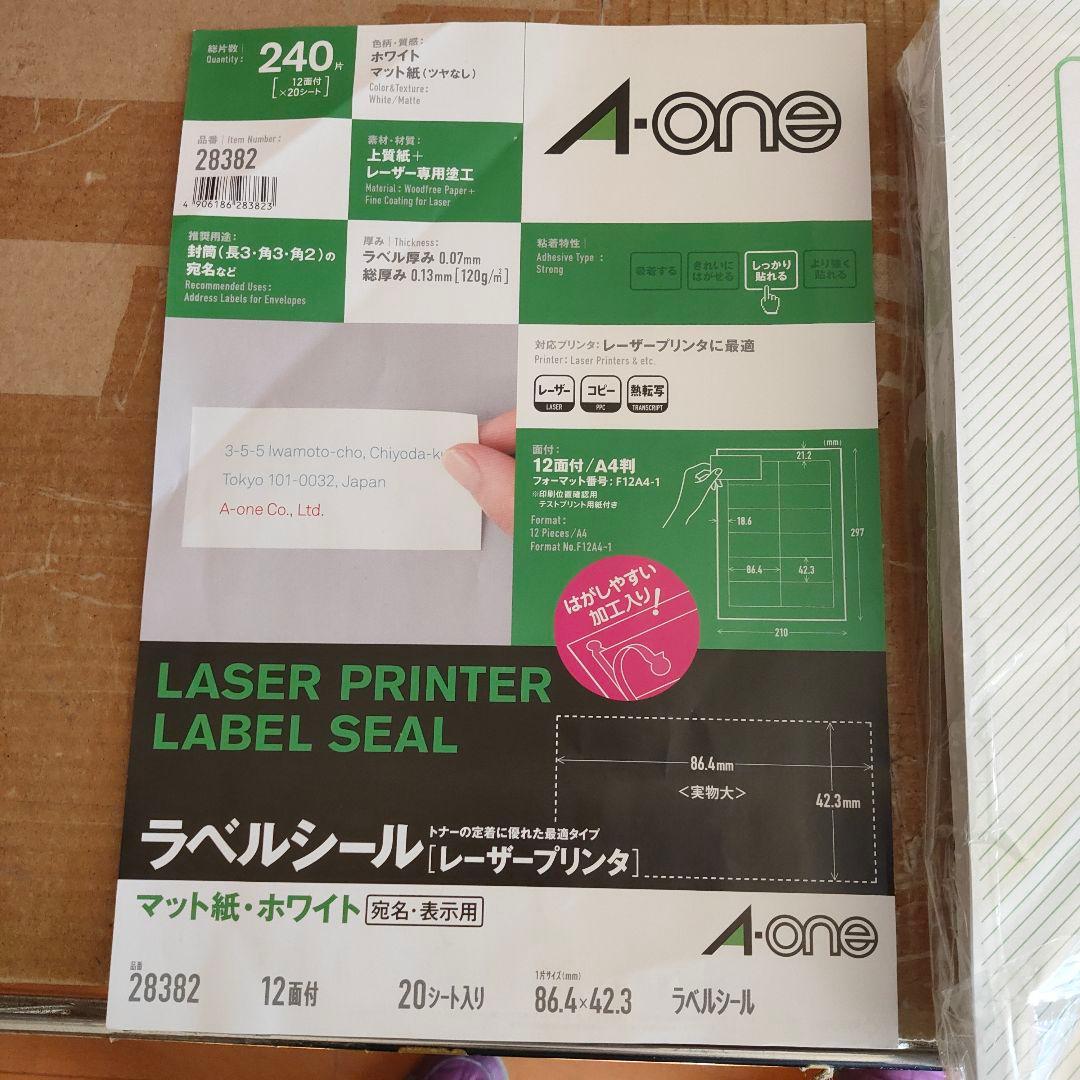 総片数
Quantity :
240片
[12面付
×20シート]
色柄・質感:
ホワイト
マット紙(ツヤなし)
Color&Texture:
White/Matte
A-one
品番 | Item Number:
28382
4 906186 283823
素材・材質:
上質紙+
レーザー専用塗工
Material : Woodfree Paper+
Fine Coating for Laser
推奨用途:
封筒(長3・角3・角2)の
宛名など
Recommended Uses:
Address Labels for Envelopes
厚み | Thickness:
ラベル厚み 0.07mm
総厚み 0.13mm[120g/㎡]
粘着特性
Adhesive Type :
Strong
吸着する
きれいに
はがせる
しっかり
貼れる
より強く
貼れる
対応プリンタ:レーザープリンタに最適
Printer: Laser Printers & etc.
レーザー
LASER
コピー
PPC
熱転写
TRANSCRIPT
3-5-5 Iwamoto-cho, Chiyoda-ku
Tokyo 101-0032, Japan
A-one Co., Ltd.
面付:
12面付/A4判
フォーマット番号:F12A4-1
※印刷位置確認用
テストプリント用紙付き
Format:
12 Pieces/A4
Format No.F12A4-1
(mm)
21.2
18.6
297
86.4
42.3
210
はがしやすい
加工入り!
LASER PRINTER
LABEL SEAL
86.4mm
<実物大>
42.3mm
ラベルシール
トナーの定着に優れた最適タイプ
[レーザープリンタ]
マット紙・ホワイト
宛名・表示用
A-one
品番
28382
12面付
20シート入り
1片サイズ(mm)
86.4×42.3
ラベルシール